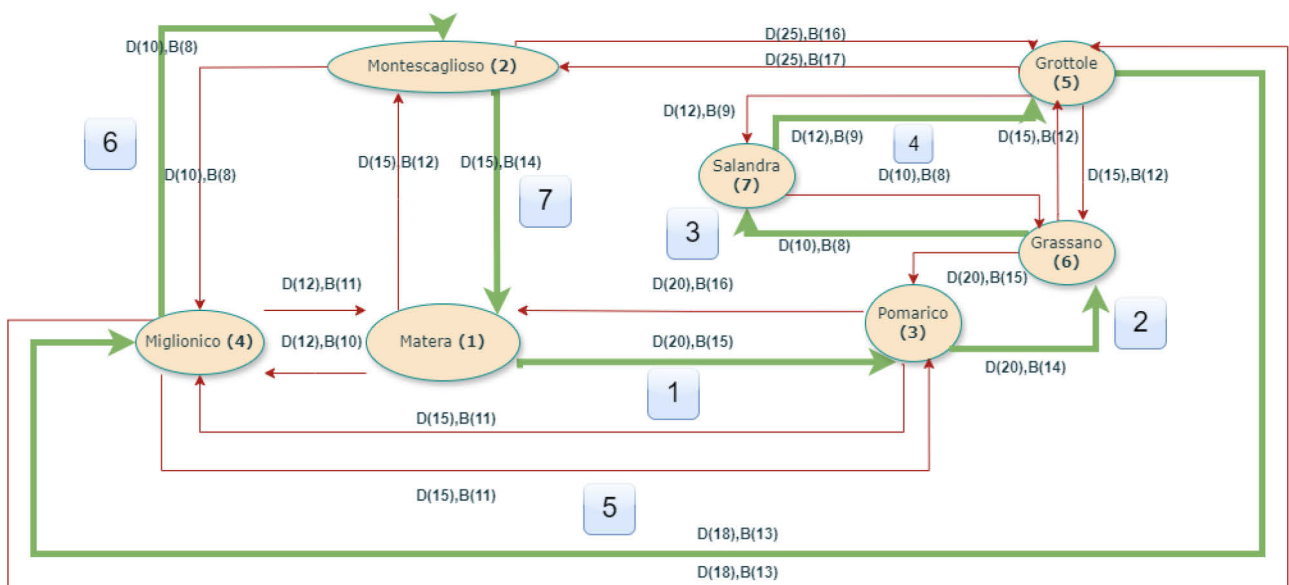 D(10),B(8)
D(25),B(16)
Montescaglioso (2)
D(25),B(17)
Grottole
(5)
D(12),B(9)
6
D(12),B(9)
4
D(15),B(12)
D(10),B(8)
D(15),B(12)
D(15),B(14)
Salandra
(7)
D(10),B(8)
D(15),B(12)
7
3
D(10),B(8)
Grassano
(6)
D(12),B(11)
D(20),B(16)
D(20),B(15)
Pomarico
(3)
2
Miglionico (4)
D(12),B(10)
Matera (1)
D(20),B(15)
D(20),B(14)
1
D(15),B(11)
D(15),B(11)
5
D(18),B(13)
D(18),B(13)